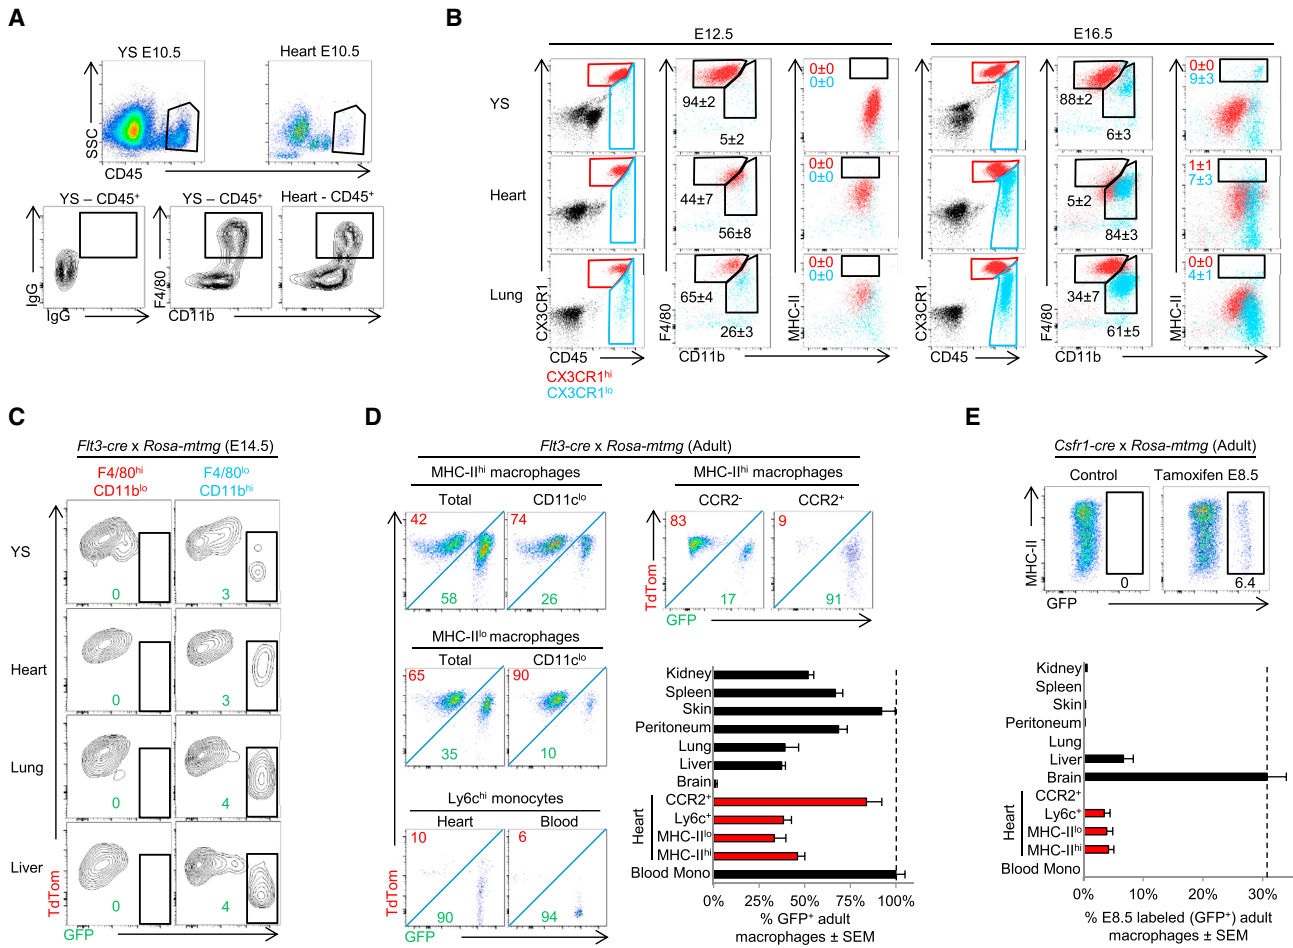 A
YS E10.5
Heart E10.5
SSC
CD45
YS – CD45+
YS – CD45+
Heart - CD45+
IgG
IgG
F4/80
CD11b
B
E12.5
E16.5
YS
94±2
5±2
0±0
0±0
88±2
6±3
0±0
9±3
Heart
44±7
56±8
0±0
0±0
5±2
84±3
1±1
7±3
Lung
65±4
26±3
0±0
0±0
34±7
61±5
0±0
4±1
CX3CR1
F4/80
MHC-II
CX3CR1
F4/80
MHC-II
CD45
CD11b
CD45
CD11b
CX3CR1hi
CX3CR1lo
C
Flt3-cre x Rosa-mtmg (E14.5)
F4/80hi
CD11blo
F4/80lo
CD11bhi
YS
0
3
Heart
0
3
Lung
0
4
Liver
0
4
TdTom
GFP
D
Flt3-cre x Rosa-mtmg (Adult)
MHC-IIhi macrophages
Total
CD11clo
42
58
74
26
MHC-IIhi macrophages
CCR2-
CCR2+
83
17
9
91
TdTom
GFP
MHC-IIlo macrophages
Total
CD11clo
65
35
90
10
Ly6chi monocytes
Heart
Blood
10
90
6
94
TdTom
GFP
Kidney
Spleen
Skin
Peritoneum
Lung
Liver
Brain
Heart
CCR2+
Ly6c+
MHC-IIlo
MHC-IIhi
Blood Mono
0% 25% 50% 75% 100%
% GFP+ adult
macrophages ± SEM
E
Csfr1-cre x Rosa-mtmg (Adult)
Control
Tamoxifen E8.5
MHC-II
0
6.4
GFP
Kidney
Spleen
Skin
Peritoneum
Lung
Liver
Brain
Heart
CCR2+
Ly6c+
MHC-IIlo
MHC-IIhi
Blood Mono
0% 10% 20% 30%
% E8.5 labeled (GFP+) adult
macrophages ± SEM